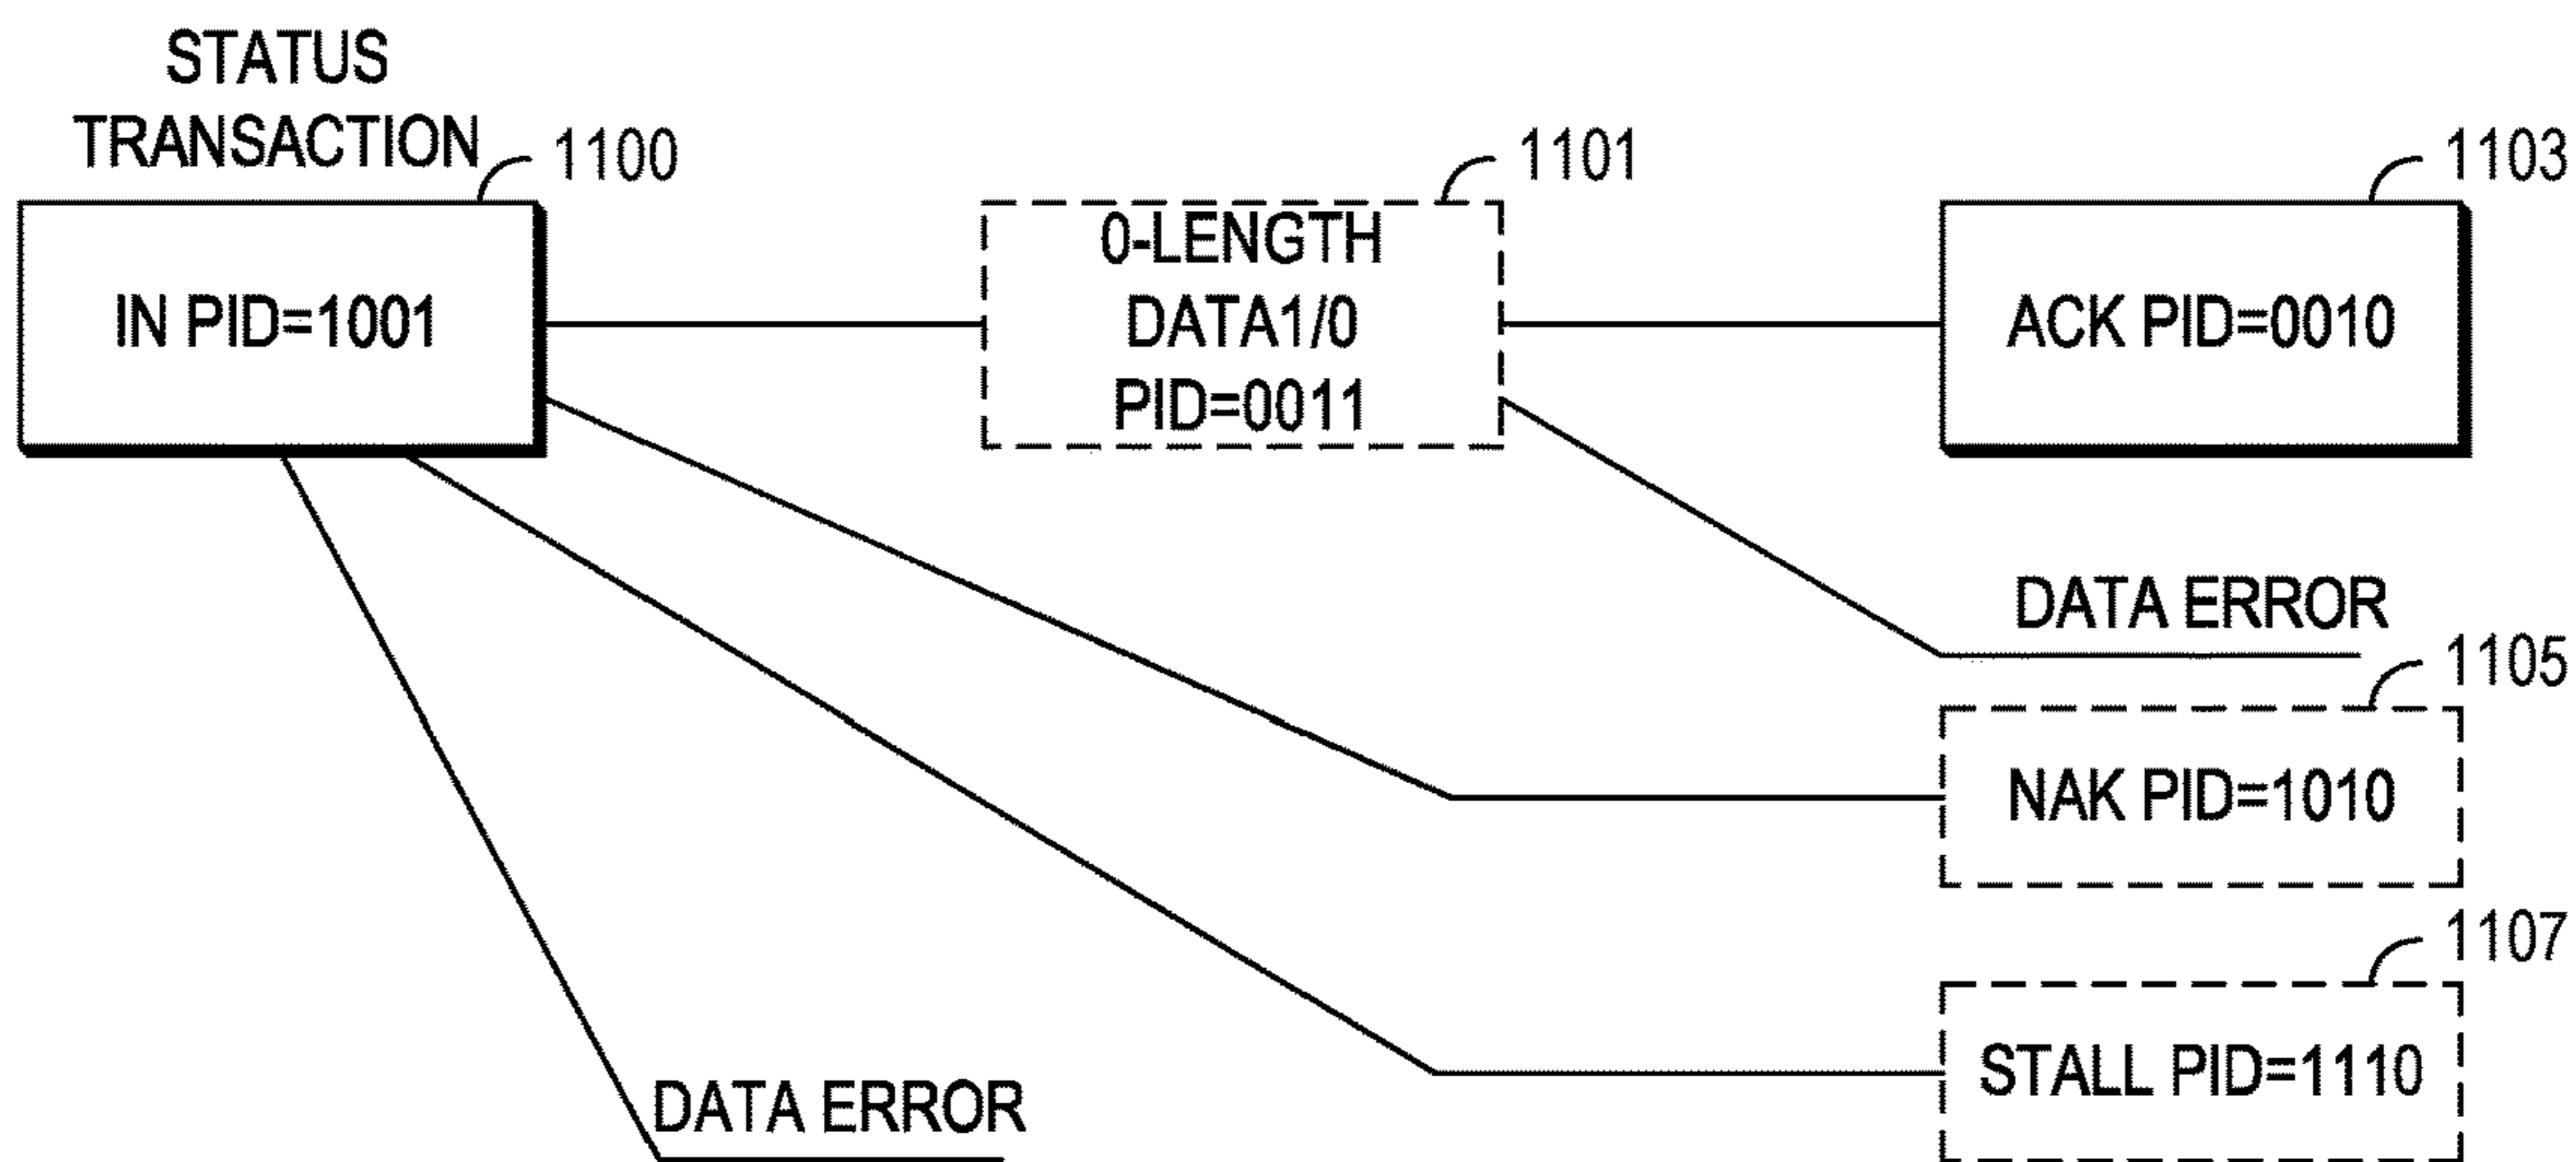 STATUS
TRANSACTION
1100
IN PID=1001
1101
0-LENGTH
DATA1/0
PID=0011
1103
ACK PID=0010
DATA ERROR
1105
NAK PID=1010
1107
STALL PID=1110
DATA ERROR